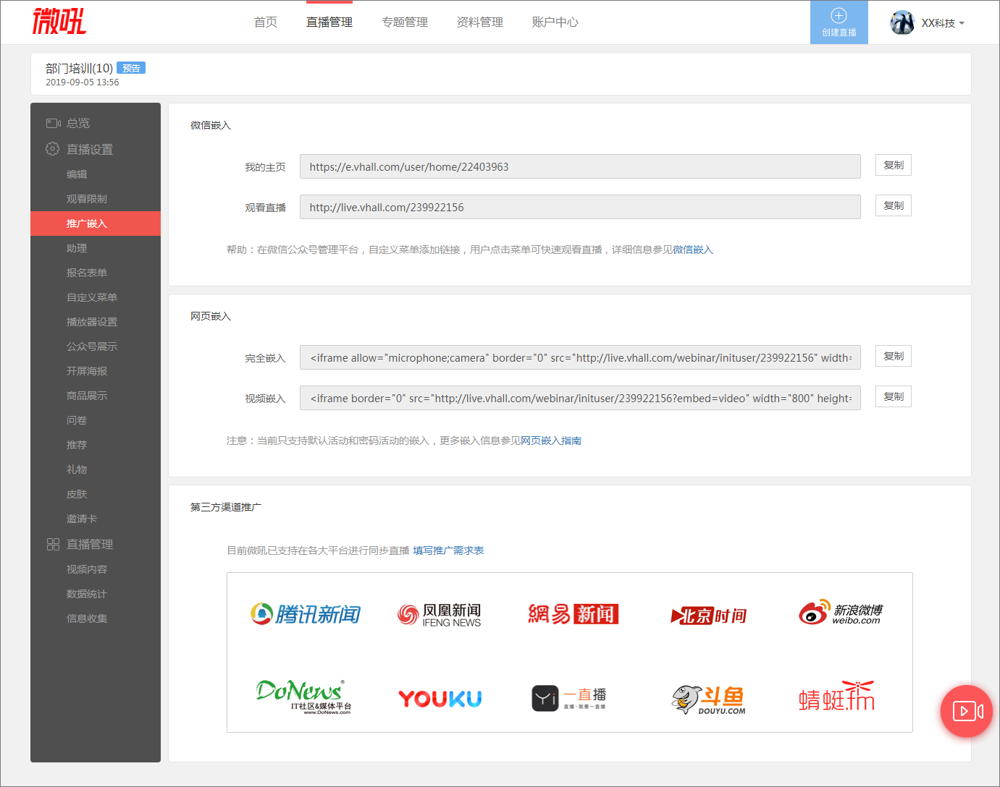 微吼
首页
直播管理
专题管理
资料管理
账户中心
创建直播
XX科技
部门培训(10) 预告
2019-09-05 13:56
总览
直播设置
编辑
观看限制
推广嵌入
助理
报名表单
自定义菜单
播放器设置
公众号展示
开屏海报
商品展示
问卷
推荐
礼物
皮肤
邀请卡
直播管理
视频内容
数据统计
信息收集
微信嵌入
我的主页 https://e.vhall.com/user/home/22403963 复制
观看直播 http://live.vhall.com/239922156 复制
帮助：在微信公众号管理平台，自定义菜单添加链接，用户点击菜单可快速观看直播，详细信息参见微信嵌入
网页嵌入
完全嵌入 <iframe allow="microphone;camera" border="0" src="http://live.vhall.com/webinar/inituser/239922156" width= 复制
视频嵌入 <iframe border="0" src="http://live.vhall.com/webinar/inituser/239922156?embed=video" width="800" height= 复制
注意：当前只支持默认活动和密码活动的嵌入，更多嵌入信息参见网页嵌入指南
第三方渠道推广
目前微吼已支持在各大平台进行同步直播 填写推广需求表
腾讯新闻
凤凰新闻
IFENG NEWS
網易新闻
北京时间
新浪微博
weibo.com
DoNews®
IT社区&媒体平台
www.DoNews.com
YOUKU
Yi
一直播
直播·就要一直播
斗鱼
DOUYU.COM
蜻蜓.fm